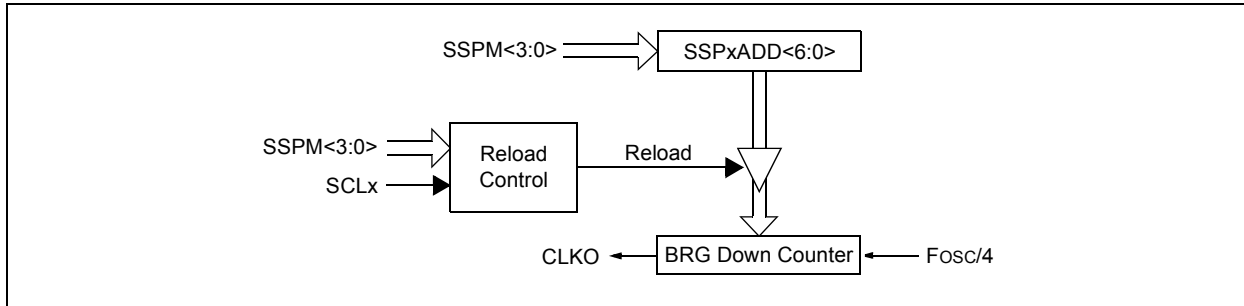 SSPM<3:0>
SSPxADD<6:0>
SSPM<3:0>
SCLx
Reload
Control
Reload
CLKO
BRG Down Counter
FOSC/4